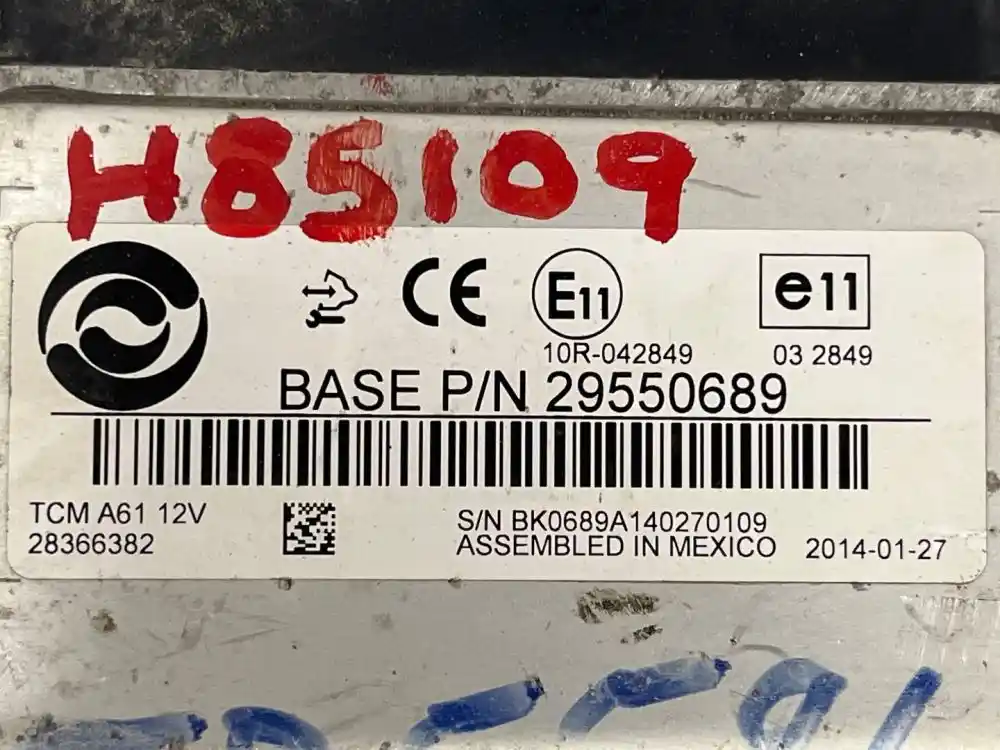 H85109
CE E11 e11
10R-042849 03 2849
BASE P/N 29550689
TCM A61 12V
28366382
S/N BK0689A140270109
ASSEMBLED IN MEXICO 2014-01-27